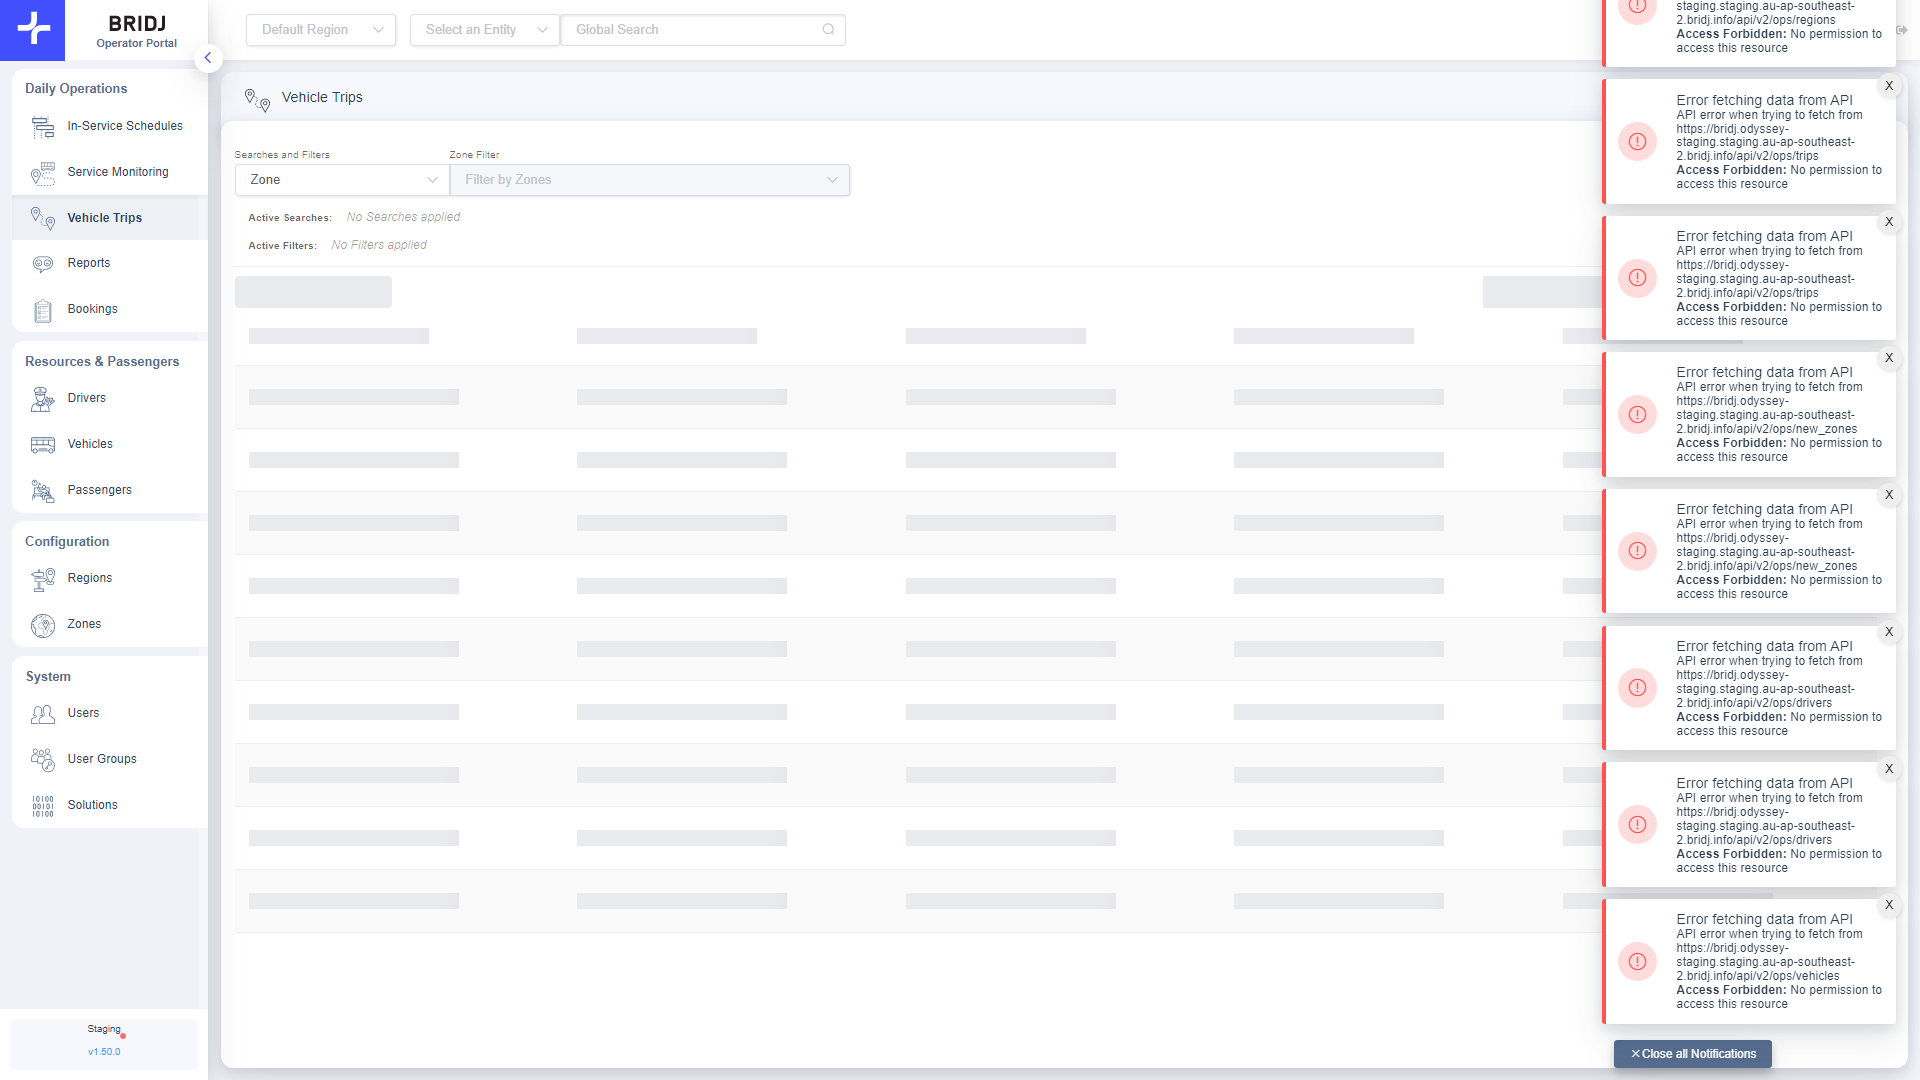 BRIDJ
Operator Portal
Default Region
Select an Entity
Global Search
Daily Operations
In-Service Schedules
Service Monitoring
Vehicle Trips
Reports
Bookings
Resources & Passengers
Drivers
Vehicles
Passengers
Configuration
Regions
Zones
System
Users
User Groups
Solutions
Staging
v1.50.0
Vehicle Trips
Searches and Filters
Zone Filter
Zone
Filter by Zones
Active Searches: No Searches applied
Active Filters: No Filters applied
staging.staging.au-ap-southeast-
2.bridj.info/api/v2/ops/regions
Access Forbidden: No permission to
access this resource
X
Error fetching data from API
API error when trying to fetch from
https://bridj.odyssey-
staging.staging.au-ap-southeast-
2.bridj.info/api/v2/ops/trips
Access Forbidden: No permission to
access this resource
X
Error fetching data from API
API error when trying to fetch from
https://bridj.odyssey-
staging.staging.au-ap-southeast-
2.bridj.info/api/v2/ops/trips
Access Forbidden: No permission to
access this resource
X
Error fetching data from API
API error when trying to fetch from
https://bridj.odyssey-
staging.staging.au-ap-southeast-
2.bridj.info/api/v2/ops/new_zones
Access Forbidden: No permission to
access this resource
X
Error fetching data from API
API error when trying to fetch from
https://bridj.odyssey-
staging.staging.au-ap-southeast-
2.bridj.info/api/v2/ops/new_zones
Access Forbidden: No permission to
access this resource
X
Error fetching data from API
API error when trying to fetch from
https://bridj.odyssey-
staging.staging.au-ap-southeast-
2.bridj.info/api/v2/ops/drivers
Access Forbidden: No permission to
access this resource
X
Error fetching data from API
API error when trying to fetch from
https://bridj.odyssey-
staging.staging.au-ap-southeast-
2.bridj.info/api/v2/ops/drivers
Access Forbidden: No permission to
access this resource
X
Error fetching data from API
API error when trying to fetch from
https://bridj.odyssey-
staging.staging.au-ap-southeast-
2.bridj.info/api/v2/ops/vehicles
Access Forbidden: No permission to
access this resource
×Close all Notifications